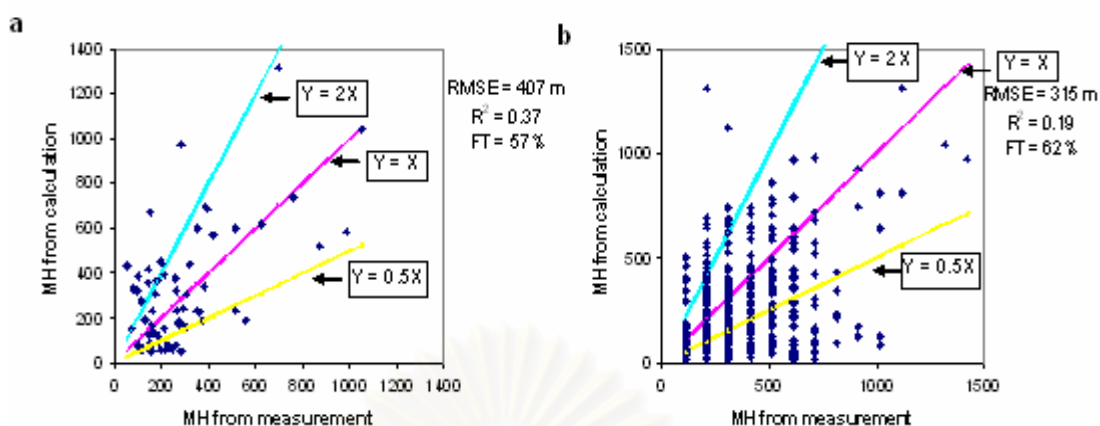 a
1400
1200
1000
800
600
400
200
0
MH from calculation
0 200 400 600 800 1000 1200 1400
MH from measurement
Y = 2X
Y = X
Y = 0.5X
RMSE = 407 m
R² = 0.37
FT = 57 %
b
1500
1000
500
0
MH from calculation
0 500 1000 1500
MH from measurement
Y = 2X
Y = X
Y = 0.5X
RMSE = 315 m
R² = 0.19
FT = 62 %